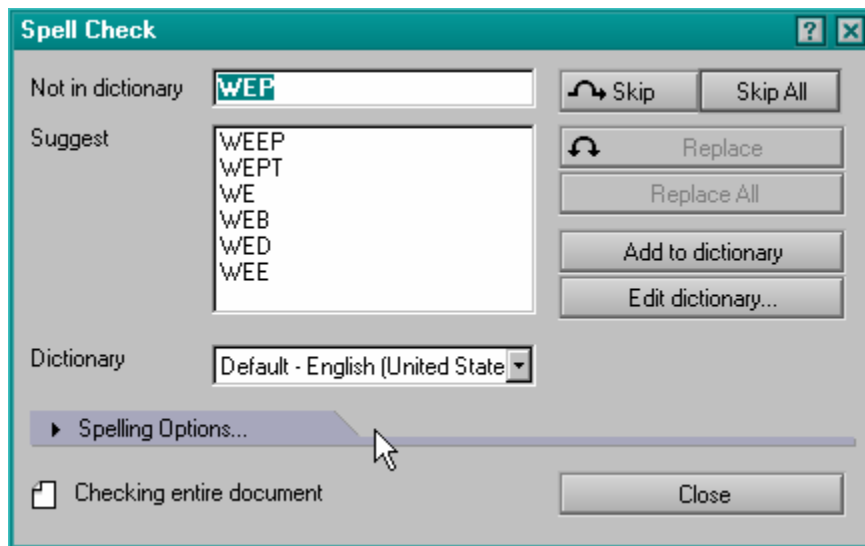 Spell Check
Not in dictionary
WEP
Skip
Skip All
Suggest
WEEP
WEPT
WE
WEB
WED
WEE
Replace
Replace All
Add to dictionary
Edit dictionary...
Dictionary
Default - English (United State
Spelling Options...
Checking entire document
Close